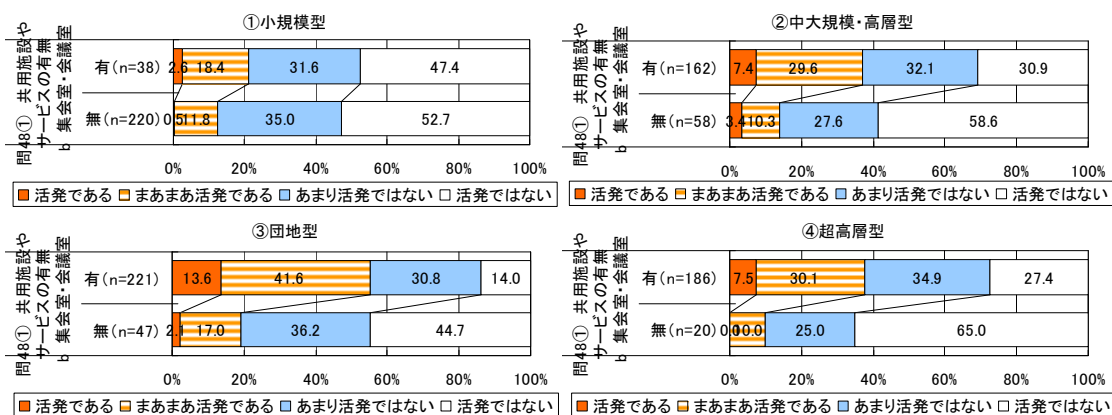 ①小規模型
問48① 共用施設や
サービスの有無
b 集会室・会議室
有(n=38)
2.6 18.4 31.6 47.4
無(n=220)
0.5 11.8 35.0 52.7
0% 20% 40% 60% 80% 100%
活発である まあまあ活発である あまり活発ではない 活発ではない
②中大規模・高層型
問48① 共用施設や
サービスの有無
b 集会室・会議室
有(n=162)
7.4 29.6 32.1 30.9
無(n=58)
3.4 10.3 27.6 58.6
0% 20% 40% 60% 80% 100%
活発である まあまあ活発である あまり活発ではない 活発ではない
③団地型
問48① 共用施設や
サービスの有無
b 集会室・会議室
有(n=221)
13.6 41.6 30.8 14.0
無(n=47)
2.1 17.0 36.2 44.7
0% 20% 40% 60% 80% 100%
活発である まあまあ活発である あまり活発ではない 活発ではない
④超高層型
問48① 共用施設や
サービスの有無
b 集会室・会議室
有(n=186)
7.5 30.1 34.9 27.4
無(n=20)
0.0 10.0 25.0 65.0
0% 20% 40% 60% 80% 100%
活発である まあまあ活発である あまり活発ではない 活発ではない